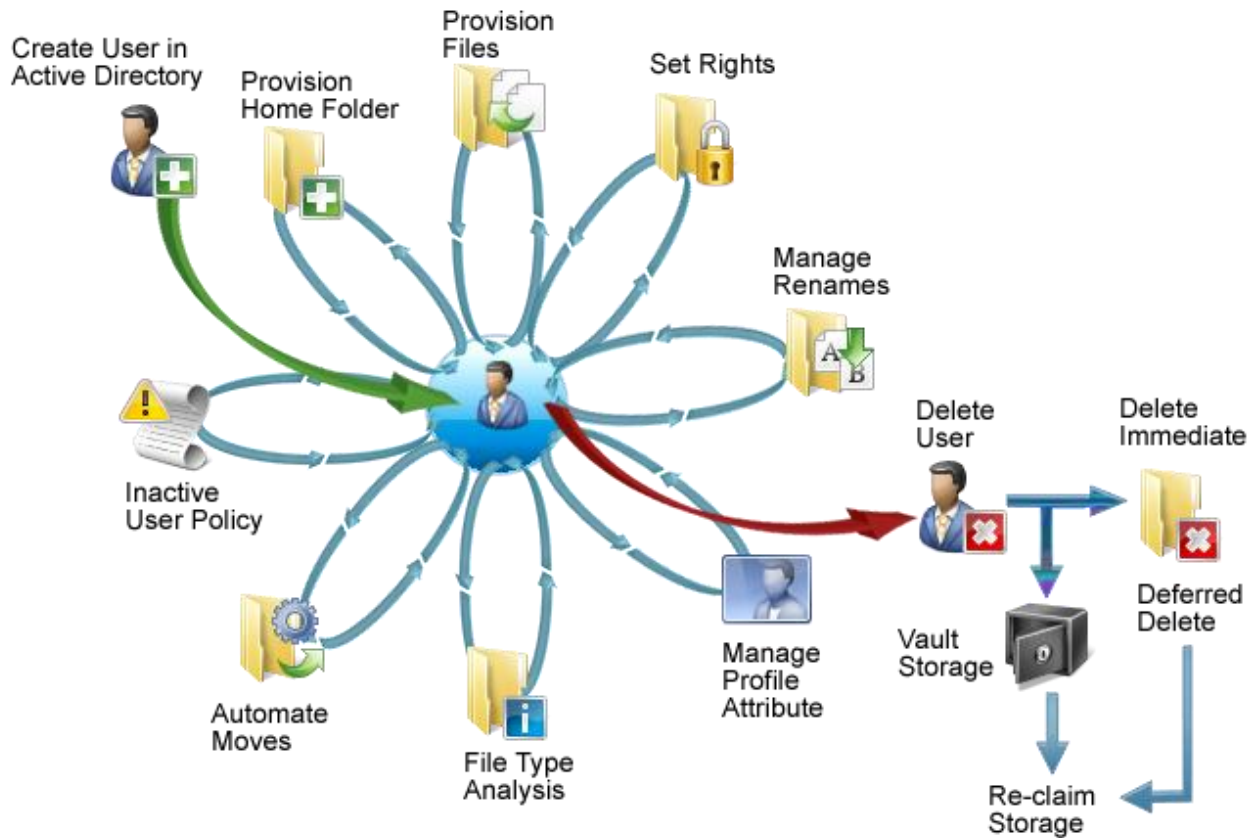 Create User in
Active Directory
Provision
Home Folder
Provision
Files
Set Rights
Manage
Renames
A
B
Inactive
User Policy
Automate
Moves
File Type
Analysis
Manage
Profile
Attribute
Delete
User
Delete
Immediate
Deferred
Delete
Vault
Storage
Re-claim
Storage